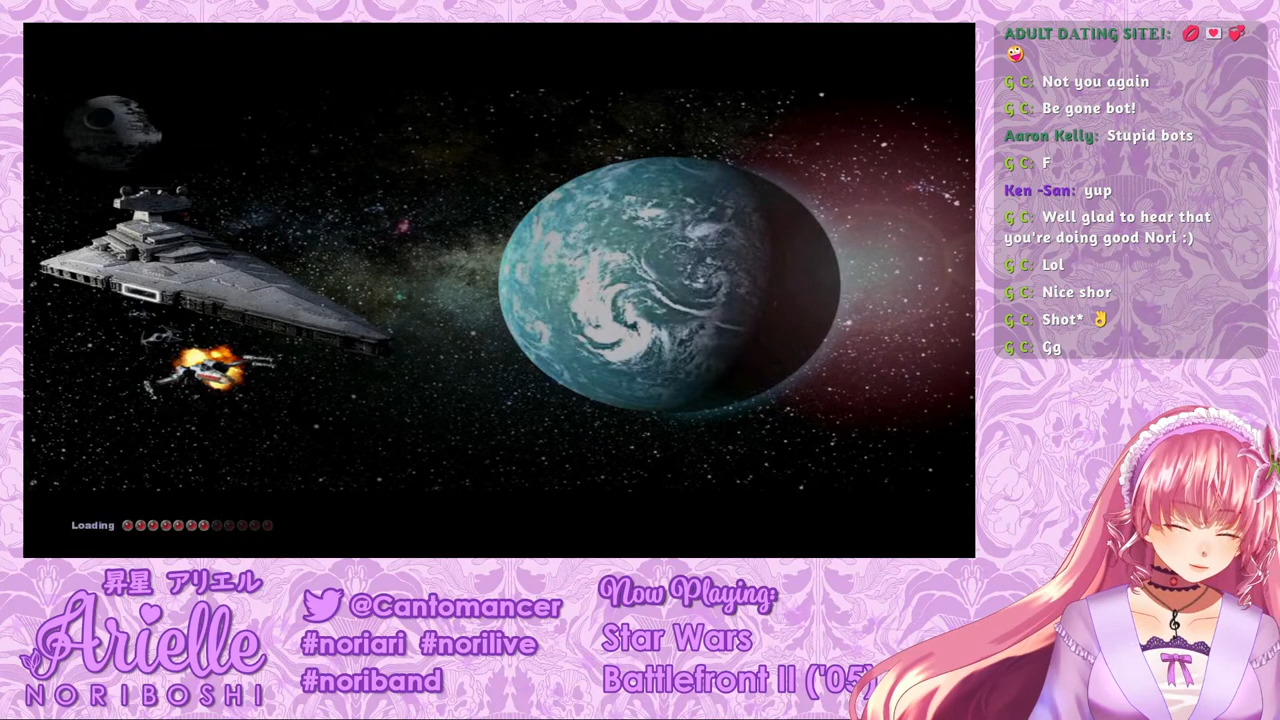 ADULT DATING SITE!: 💋 💌 💞
🤪
G C: Not you again
G C: Be gone bot!
Aaron Kelly: Stupid bots
G C: F
Ken -San: yup
G C: Well glad to hear that
you're doing good Nori :)
G C: Lol
G C: Nice shor
G C: Shot* 👌
G C: Gg
Loading
昇星 アリエル
Arielle
NORIBOSHI
@Cantomancer
#noriari #norilive
#noriband
Now Playing:
Star Wars
Battlefront II ('05)